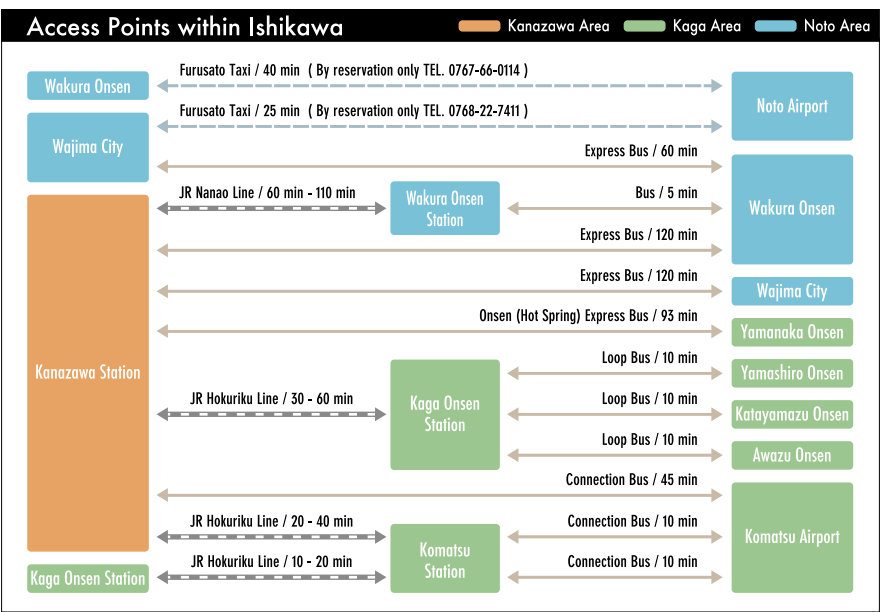 Access Points within Ishikawa
Kanazawa Area
Kaga Area
Noto Area
Wakura Onsen
Furusato Taxi / 40 min ( By reservation only TEL. 0767-66-0114 )
Noto Airport
Furusato Taxi / 25 min ( By reservation only TEL. 0768-22-7411 )
Wajima City
Express Bus / 60 min
JR Nanao Line / 60 min - 110 min
Wakura Onsen
Station
Bus / 5 min
Wakura Onsen
Express Bus / 120 min
Express Bus / 120 min
Wajima City
Onsen (Hot Spring) Express Bus / 93 min
Yamanaka Onsen
Kanazawa Station
Loop Bus / 10 min
Yamashiro Onsen
JR Hokuriku Line / 30 - 60 min
Kaga Onsen
Station
Loop Bus / 10 min
Katayamazu Onsen
Loop Bus / 10 min
Awazu Onsen
Connection Bus / 45 min
JR Hokuriku Line / 20 - 40 min
Komatsu
Station
Connection Bus / 10 min
Komatsu Airport
Kaga Onsen Station
JR Hokuriku Line / 10 - 20 min
Connection Bus / 10 min